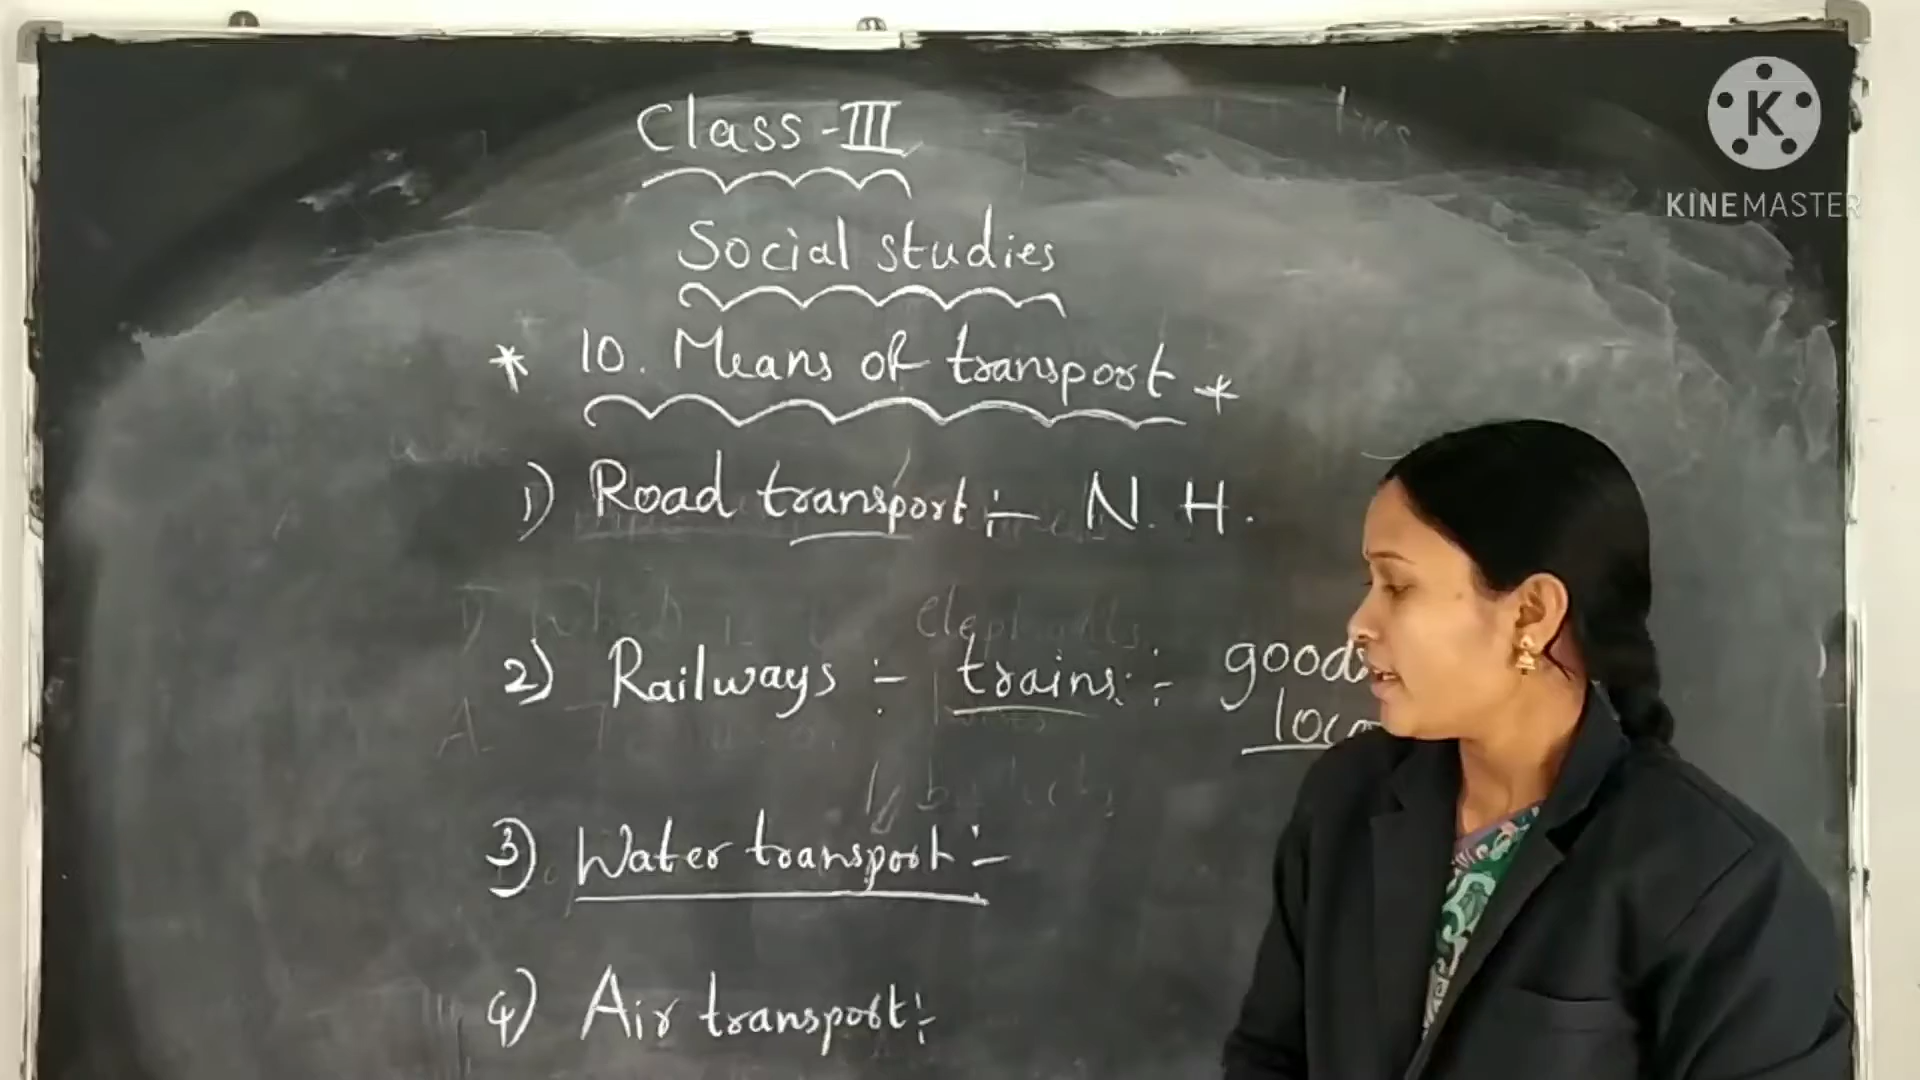 Class-III
Social studies
* 10. Means of transport *
1) Road transport :- N. H.
2) Railways :- trains :- goods
3) Water transport :-
4) Air transport :-
K
KINEMASTER